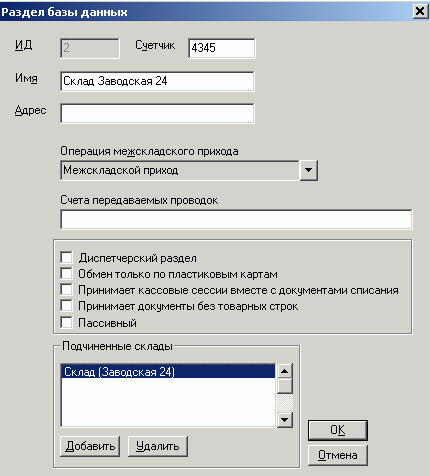 Раздел базы данных
ИД 2 Счетчик 4345
Имя Склад Заводская 24
Адрес
Операция межскладского прихода
Межскладской приход
Счета передаваемых проводок
Диспетчерский раздел
Обмен только по пластиковым картам
Принимает кассовые сессии вместе с документами списания
Принимает документы без товарных строк
Пассивный
Подчиненные склады
Склад (Заводская 24)
Добавить Удалить
OK
Отмена